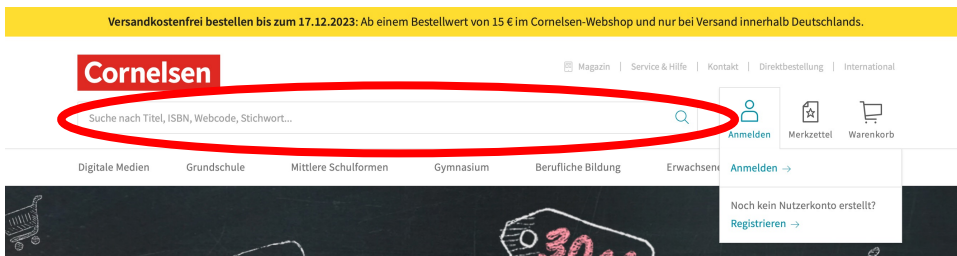 Versandkostenfrei bestellen bis zum 17.12.2023: Ab einem Bestellwert von 15 € im Cornelsen-Webshop und nur bei Versand innerhalb Deutschlands.
Cornelsen
Magazin | Service & Hilfe | Kontakt | Direktbestellung | International
Suche nach Titel, ISBN, Webcode, Stichwort...
Anmelden Merkzettel Warenkorb
Digitale Medien Grundschule Mittlere Schulformen Gymnasium Berufliche Bildung
Anmelden →
Noch kein Nutzerkonto erstellt?
Registrieren →